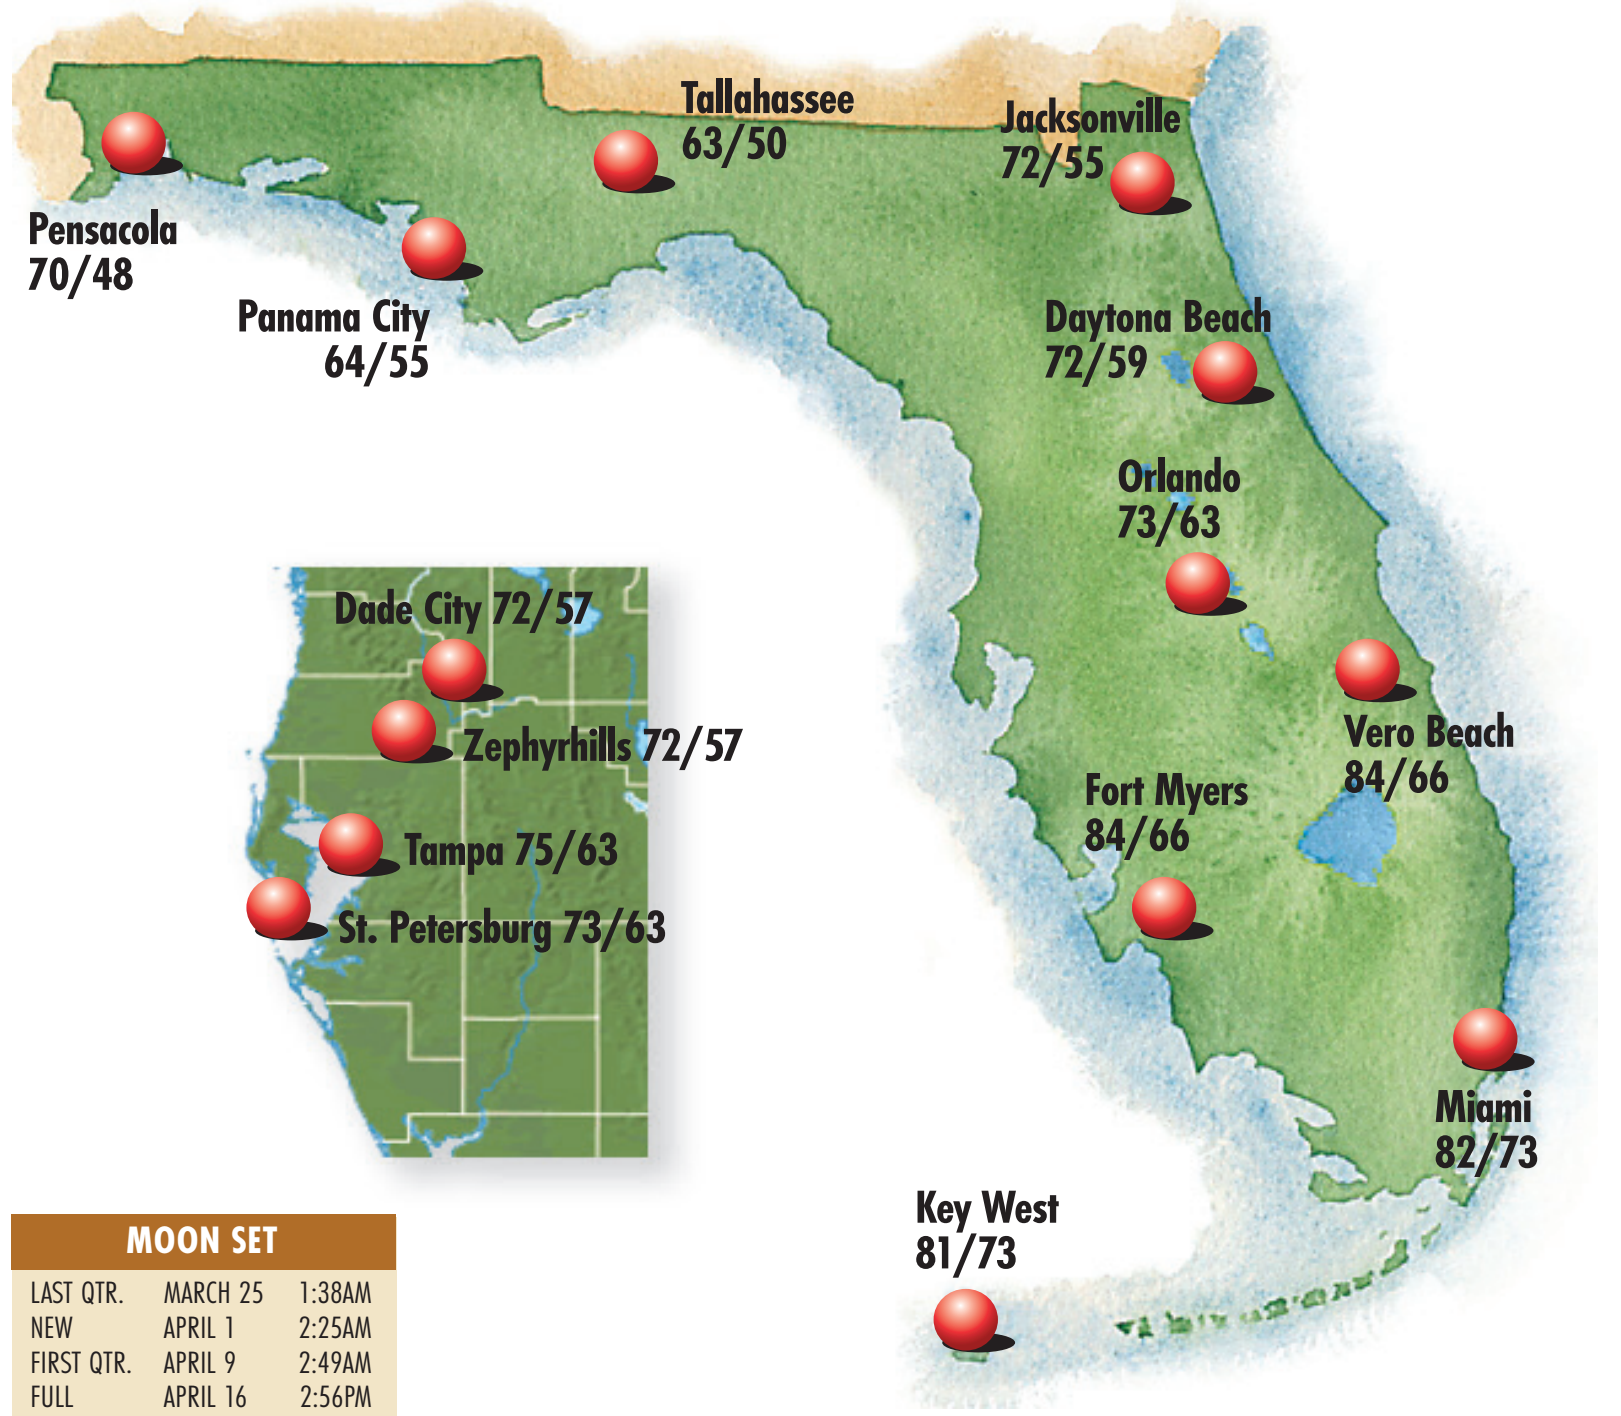 Tallahassee
63/50
Jacksonville
72/55
Pensacola
70/48
Panama City
64/55
Daytona Beach
72/59
Orlando
73/63
Dade City 72/57
Zephyrhills 72/57
Vero Beach
84/66
Fort Myers
84/66
Tampa 75/63
St. Petersburg 73/63
Miami
82/73
Key West
81/73
MOON SET
LAST QTR. MARCH 25 1:38AM
NEW APRIL 1 2:25AM
FIRST QTR. APRIL 9 2:49AM
FULL APRIL 16 2:56PM